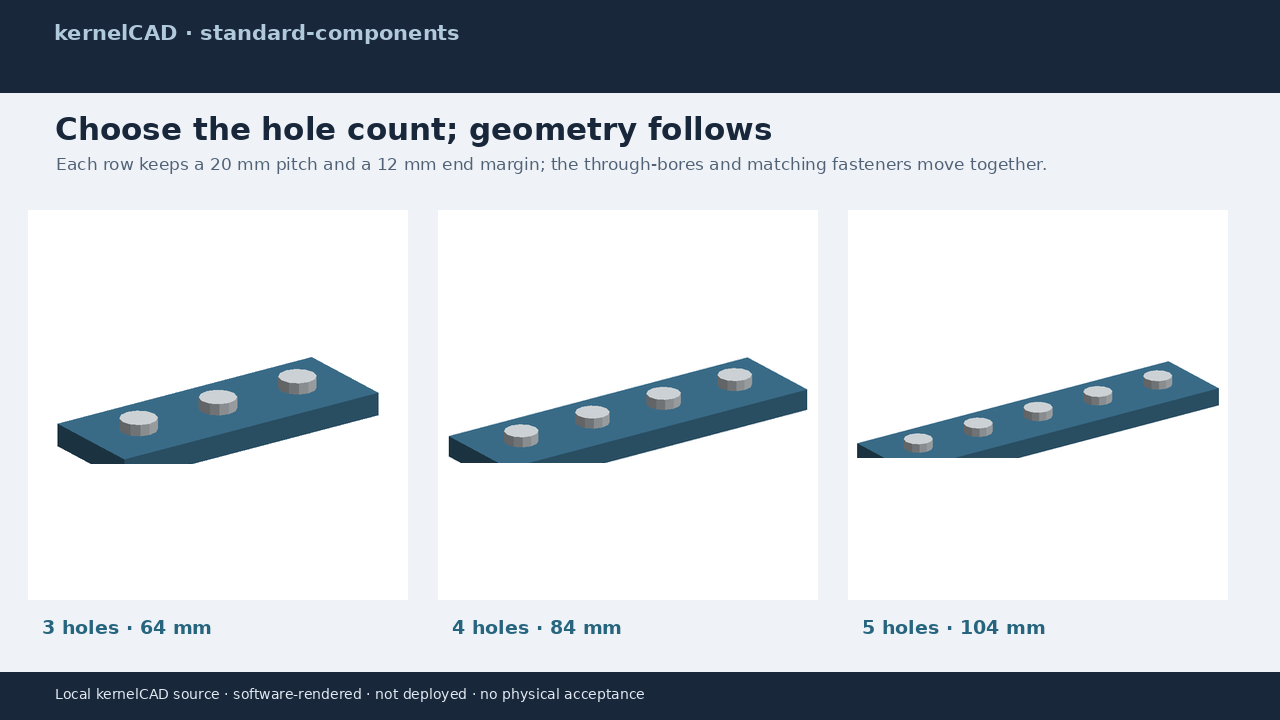 kernelCAD · standard-components
Choose the hole count; geometry follows
Each row keeps a 20 mm pitch and a 12 mm end margin; the through-bores and matching fasteners move together.
3 holes · 64 mm
4 holes · 84 mm
5 holes · 104 mm
Local kernelCAD source · software-rendered · not deployed · no physical acceptance